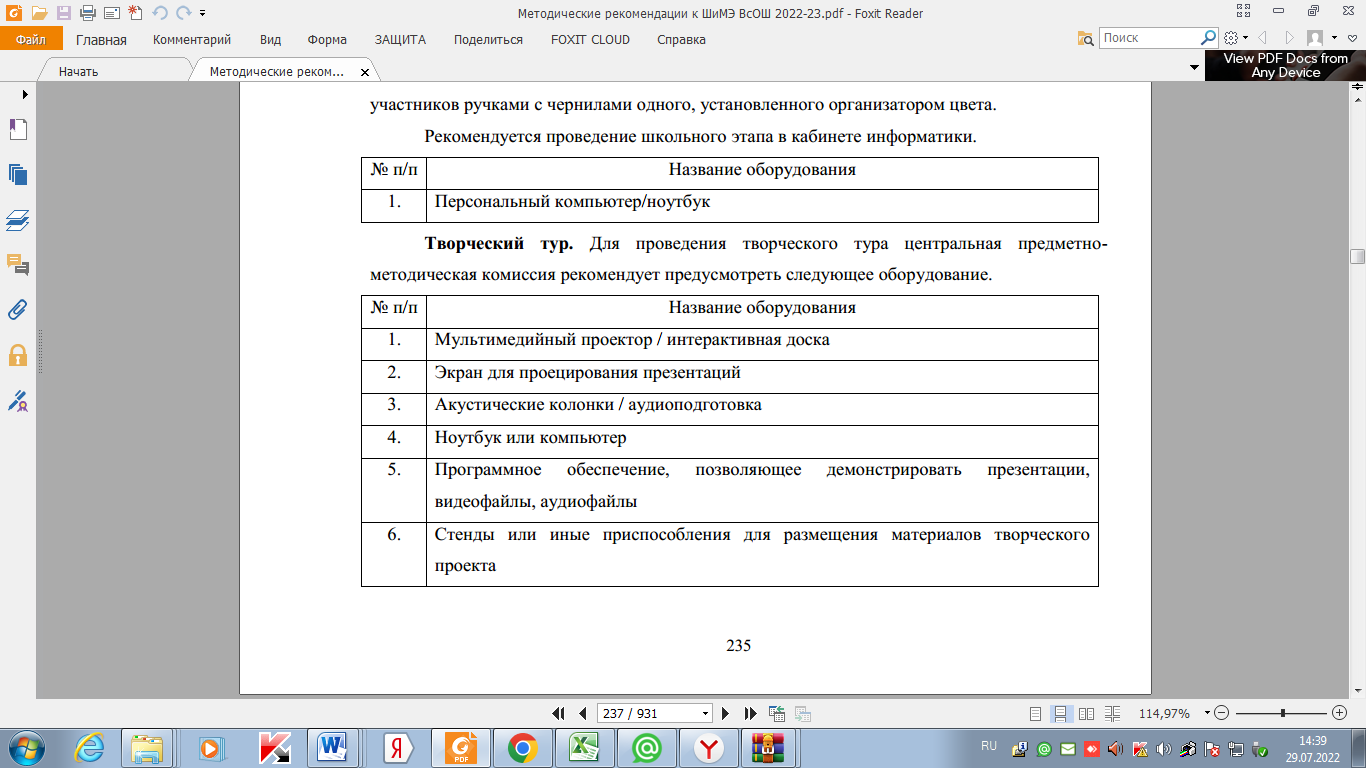 Методические рекомендации к ШиМЭ ВсОШ 2022-23.pdf - Foxit Reader
Файл Главная Комментарий Вид Форма ЗАЩИТА Поделиться FOXIT CLOUD Справка Поиск
Начать Методические реком...
View PDF Docs from
Any Device
участников ручками с чернилами одного, установленного организатором цвета.
Рекомендуется проведение школьного этапа в кабинете информатики.
№ п/п Название оборудования
1. Персональный компьютер/ноутбук
Творческий тур. Для проведения творческого тура центральная предметно-
методическая комиссия рекомендует предусмотреть следующее оборудование.
№ п/п Название оборудования
1. Мультимедийный проектор / интерактивная доска
2. Экран для проецирования презентаций
3. Акустические колонки / аудиоподготовка
4. Ноутбук или компьютер
5. Программное обеспечение, позволяющее демонстрировать презентации,
видеофайлы, аудиофайлы
6. Стенды или иные приспособления для размещения материалов творческого
проекта
235
237 / 931 114,97%
RU 14:39
29.07.2022